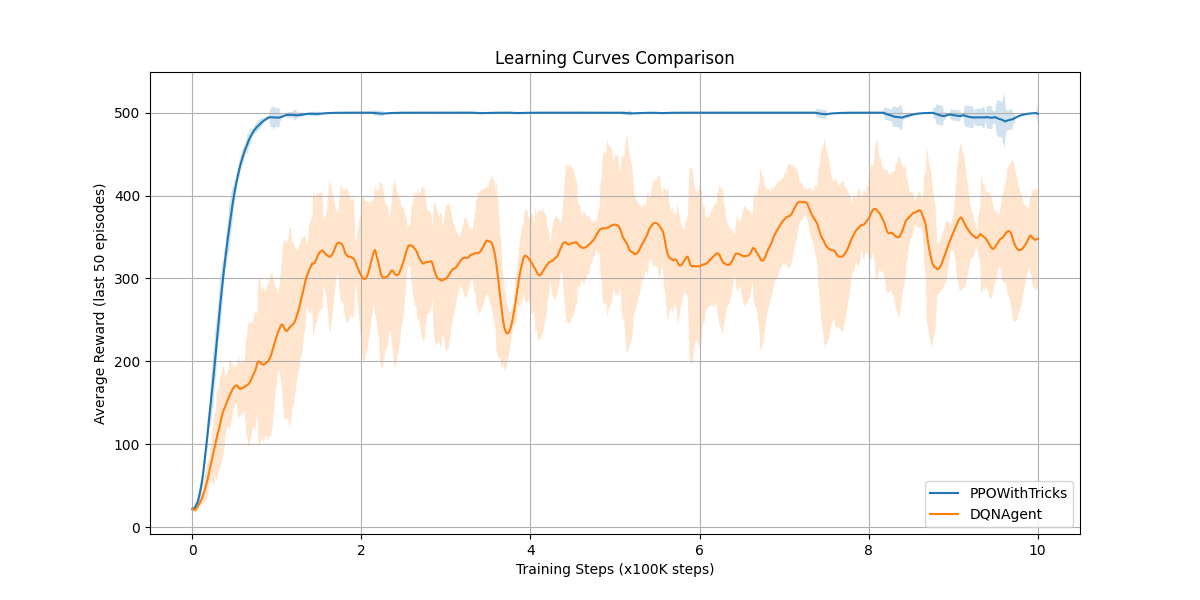 Learning Curves Comparison
Average Reward (last 50 episodes)
500
400
300
200
100
0
0 2 4 6 8 10
Training Steps (x100K steps)
PPOWithTricks
DQNAgent